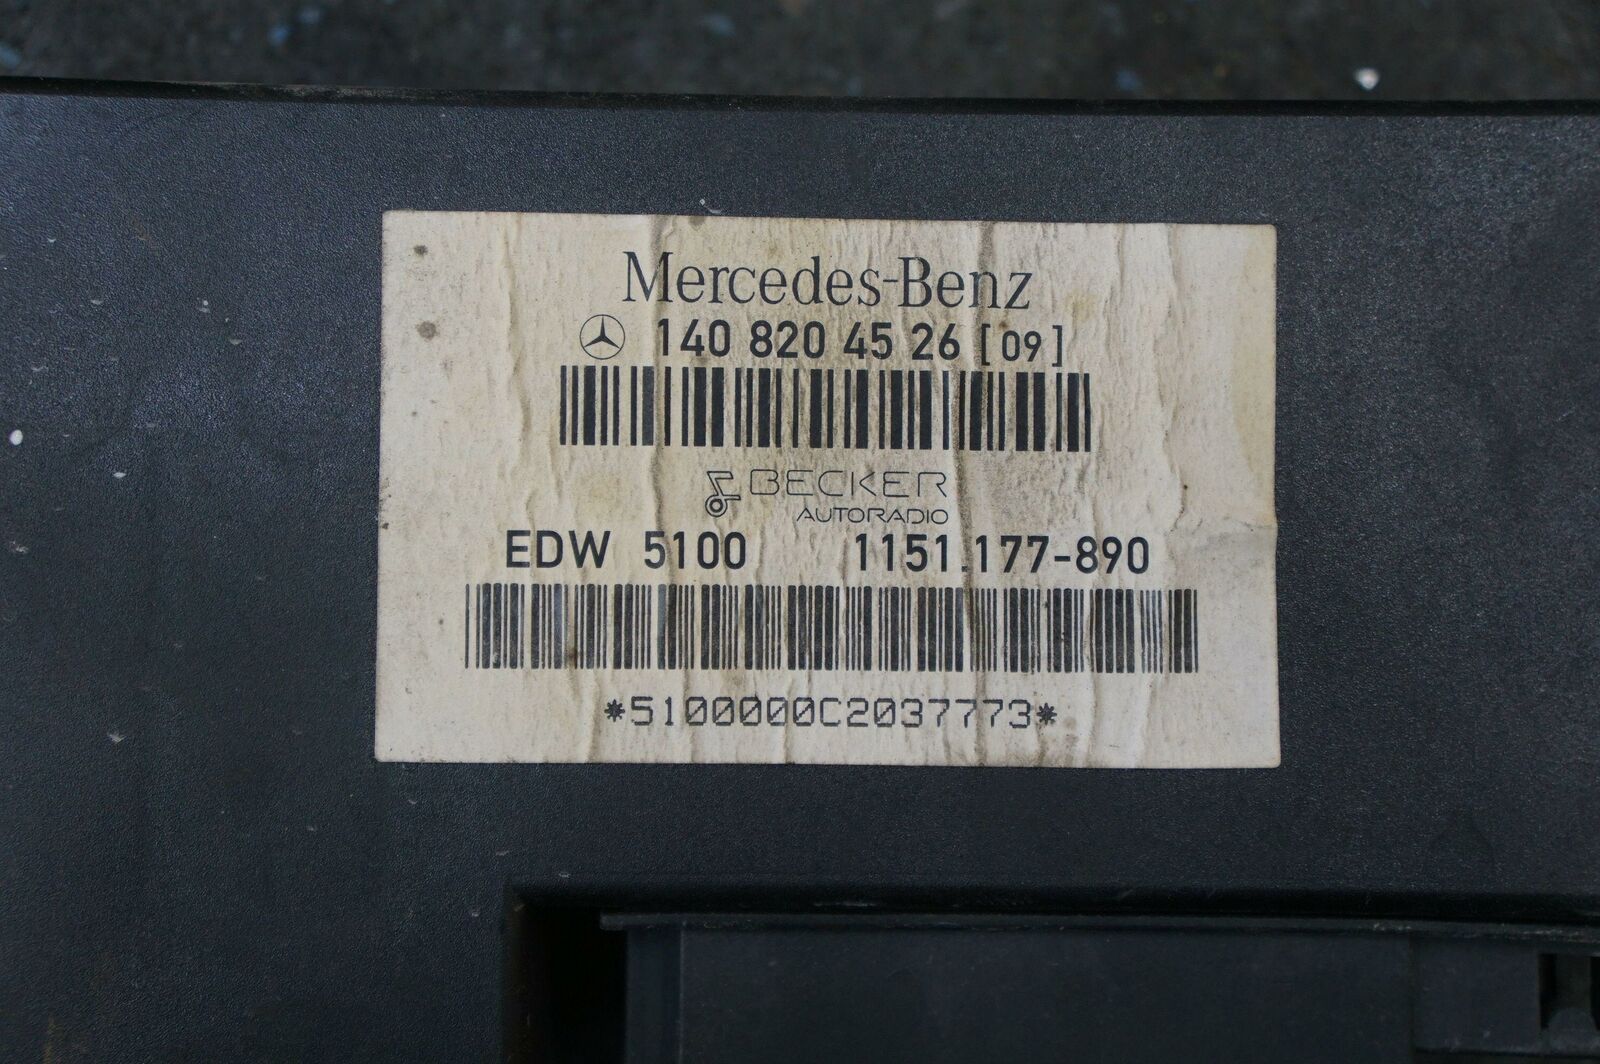 Mercedes-Benz
140 820 45 26 [09]
BECKER
AUTORADIO
EDW 5100 1151.177-890
*5100000C2037773*